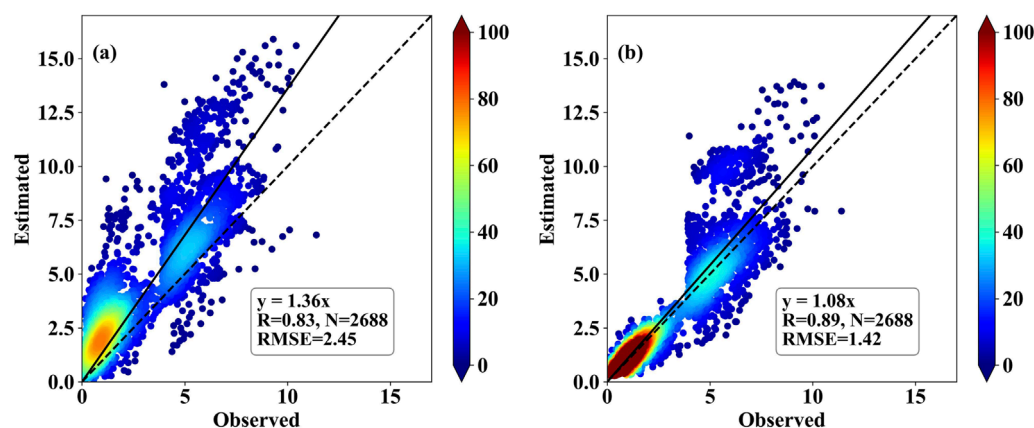 (a)
15.0
12.5
10.0
7.5
5.0
2.5
0.0
Estimated
0
5
10
15
Observed
y = 1.36x
R=0.83, N=2688
RMSE=2.45
100
80
60
40
20
0
(b)
15.0
12.5
10.0
7.5
5.0
2.5
0.0
Estimated
0
5
10
15
Observed
y = 1.08x
R=0.89, N=2688
RMSE=1.42
100
80
60
40
20
0